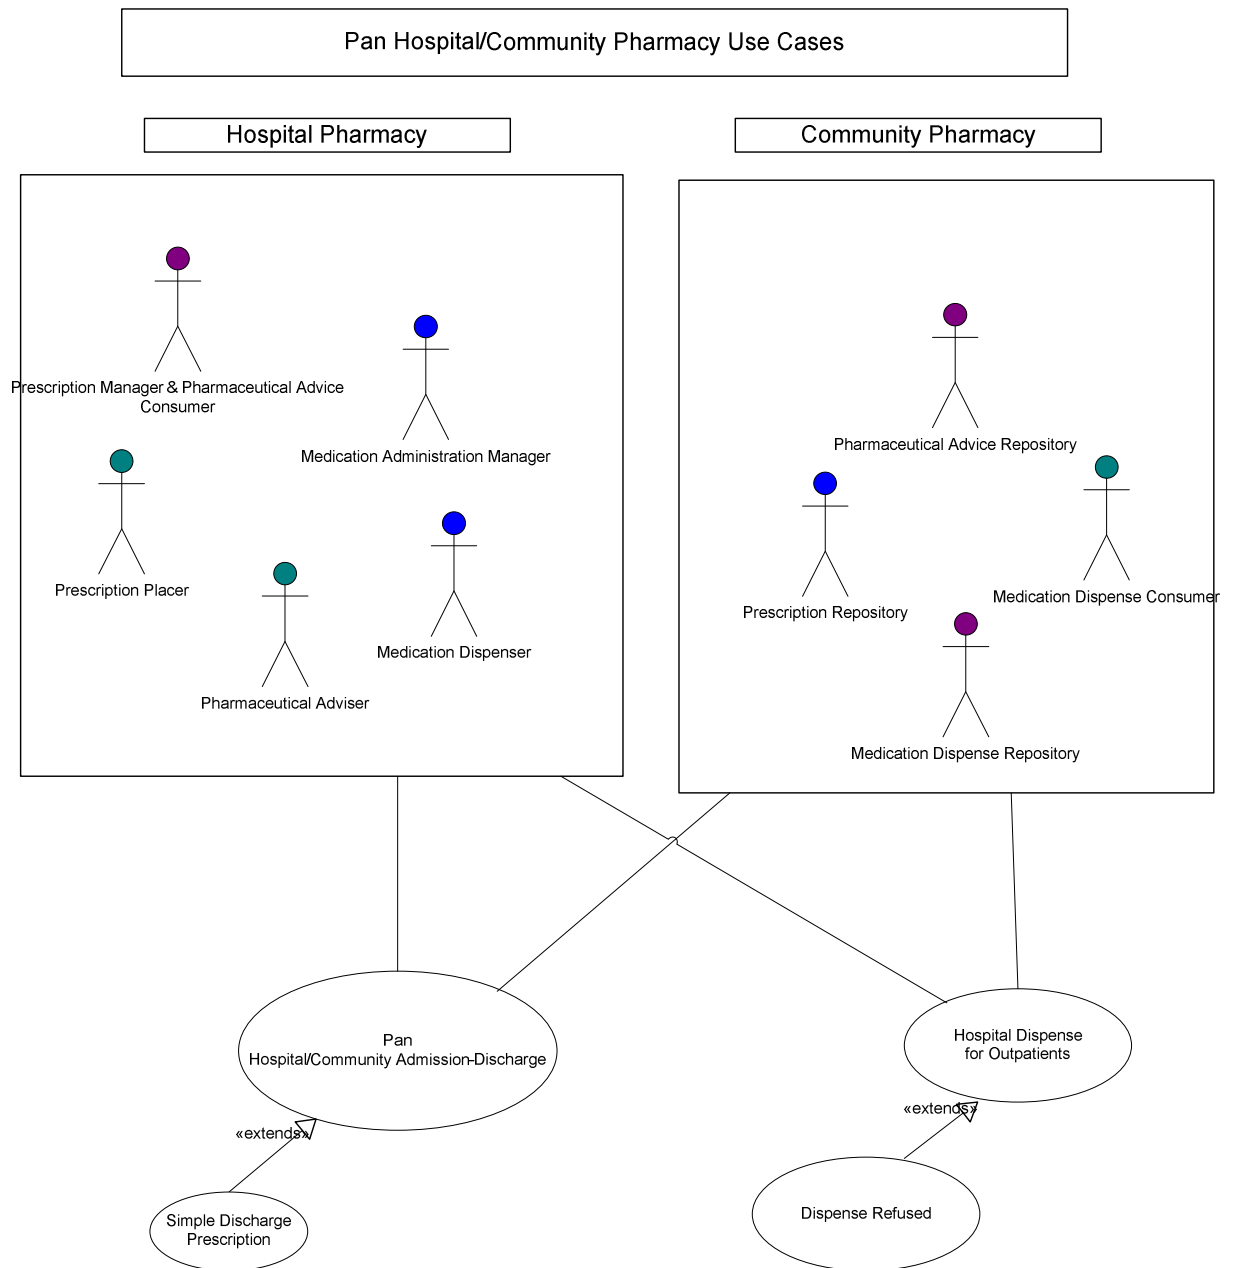 Pan Hospital/Community Pharmacy Use Cases
Hospital Pharmacy
Community Pharmacy
Prescription Manager & Pharmaceutical Advice
Consumer
Medication Administration Manager
Prescription Placer
Medication Dispenser
Pharmaceutical Adviser
Pharmaceutical Advice Repository
Prescription Repository
Medication Dispense Consumer
Medication Dispense Repository
Pan
Hospital/Community Admission-Discharge
Hospital Dispense
for Outpatients
«extends»
«extends»
Simple Discharge
Prescription
Dispense Refused